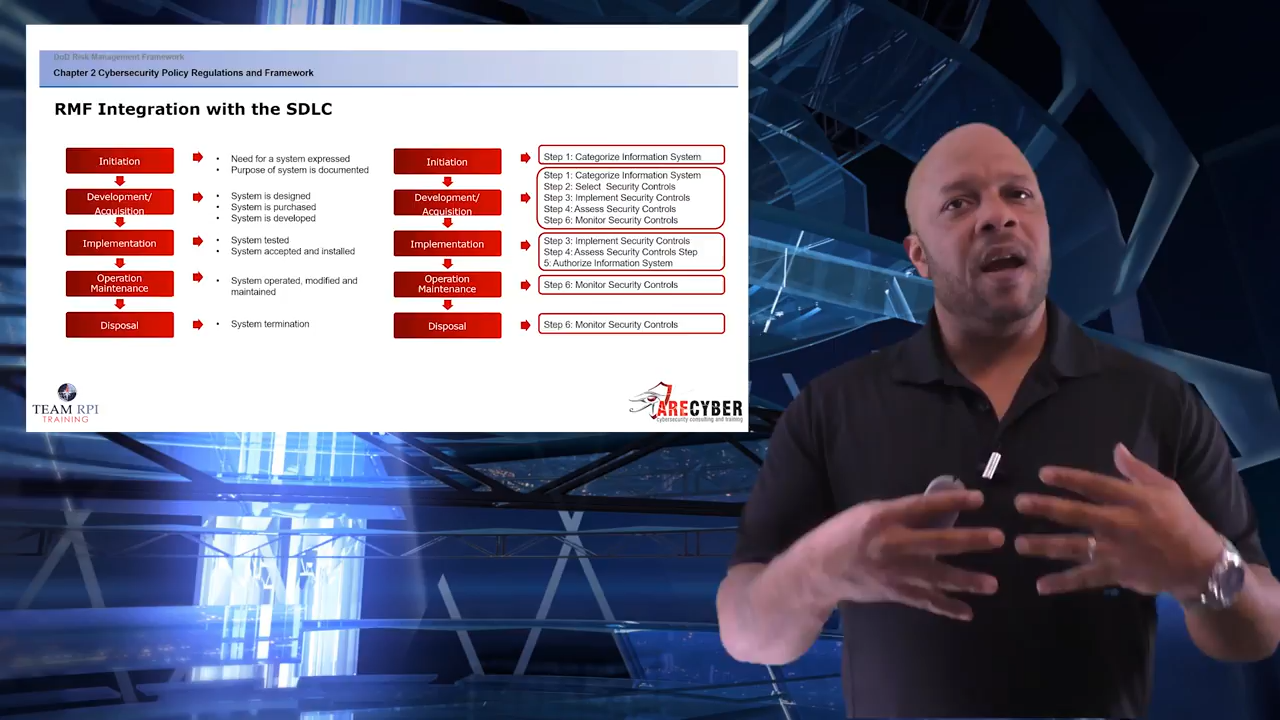 DoD Risk Management Framework
Chapter 2 Cybersecurity Policy Regulations and Framework
RMF Integration with the SDLC
Initiation
• Need for a system expressed
• Purpose of system is documented
Development/
Acquisition
• System is designed
• System is purchased
• System is developed
Implementation
• System tested
• System accepted and installed
Operation
Maintenance
• System operated, modified and
maintained
Disposal
• System termination
Initiation
Step 1: Categorize Information System
Development/
Acquisition
Step 1: Categorize Information System
Step 2: Select Security Controls
Step 3: Implement Security Controls
Step 4: Assess Security Controls
Step 6: Monitor Security Controls
Implementation
Step 3: Implement Security Controls
Step 4: Assess Security Controls Step
5: Authorize Information System
Operation
Maintenance
Step 6: Monitor Security Controls
Disposal
Step 6: Monitor Security Controls
TEAM RPI
TRAINING
ARECYBER
cybersecurity consulting and training